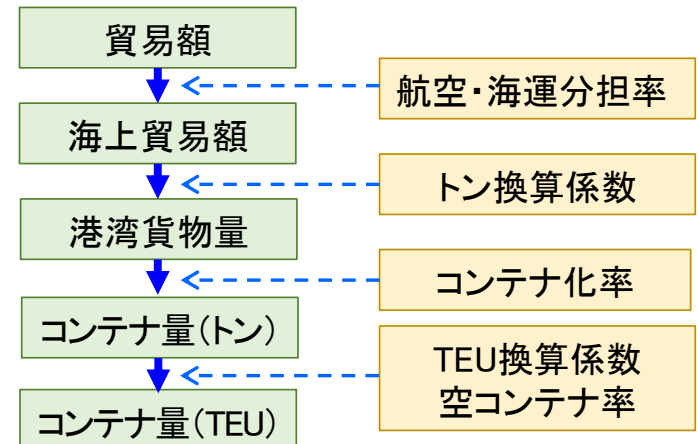 貿易額
航空・海運分担率
海上貿易額
トン換算係数
港湾貨物量
コンテナ化率
コンテナ量(トン)
TEU換算係数
空コンテナ率
コンテナ量(TEU)